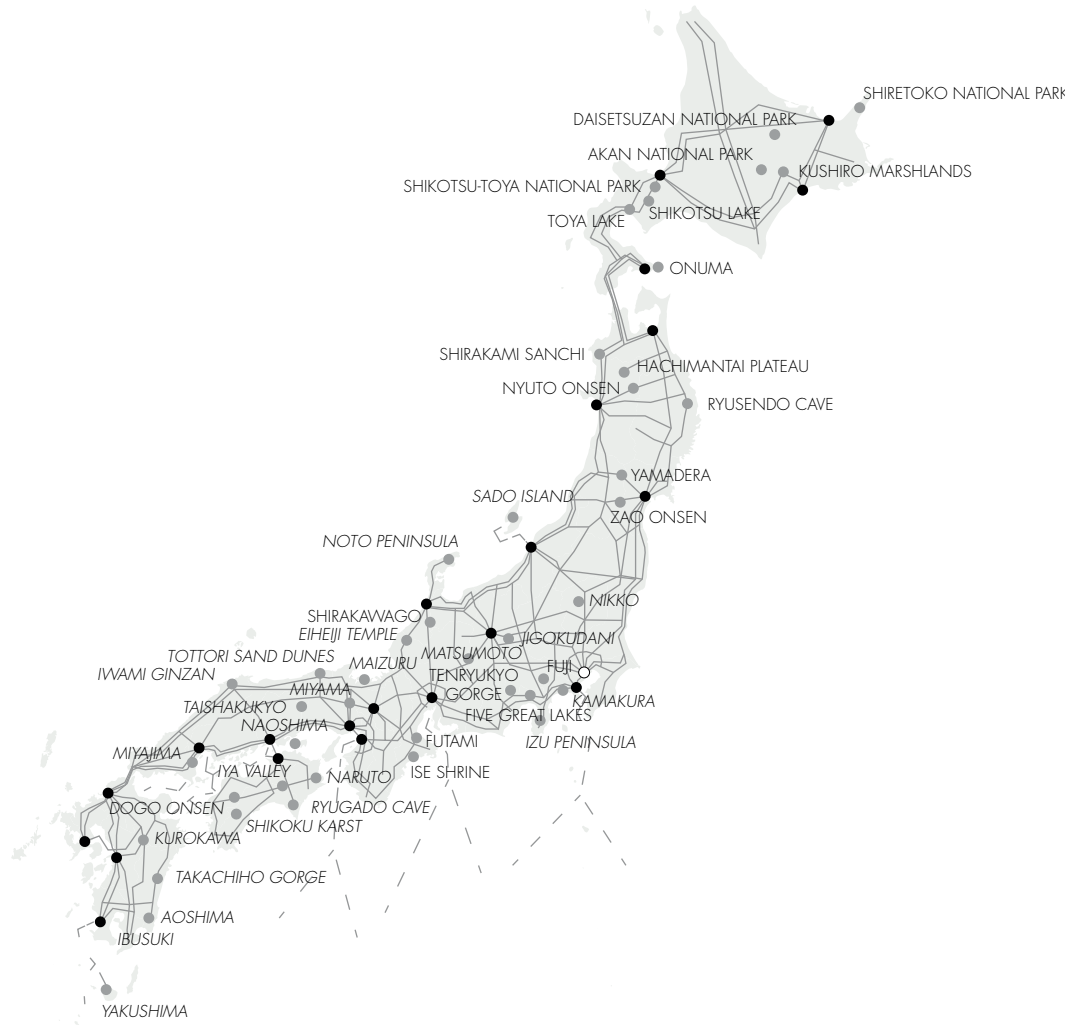 SHIRETOKO NATIONAL PARK
DAISETSUZAN NATIONAL PARK
AKAN NATIONAL PARK
KUSHIRO MARSHLANDS
SHIKOTSU-TOYA NATIONAL PARK
SHIKOTSU LAKE
TOYA LAKE
ONUMA
SHIRAKAMI SANCHI
HACHIMANTAI PLATEAU
NYUTO ONSEN
RYUSENDO CAVE
YAMADERA
SADO ISLAND
ZAO ONSEN
NOTO PENINSULA
NIKKO
SHIRAKAWAGO
EIHEIJI TEMPLE
JIGOKUDANI
MATSUMOTO
TOTTORI SAND DUNES
MAIZURU
FUJI
IWAMI GINZAN
TENRYUKYO
GORGE
MIYAMA
KAMAKURA
TAISHAKUKYO
FIVE GREAT LAKES
NAOSHIMA
FUTAMI
IZU PENINSULA
MIYAJIMA
IYA VALLEY
ISE SHRINE
NARUTO
DOGO ONSEN
RYUGADO CAVE
SHIKOKU KARST
KUROKAWA
TAKACHIHO GORGE
AOSHIMA
IBUSUKI
YAKUSHIMA